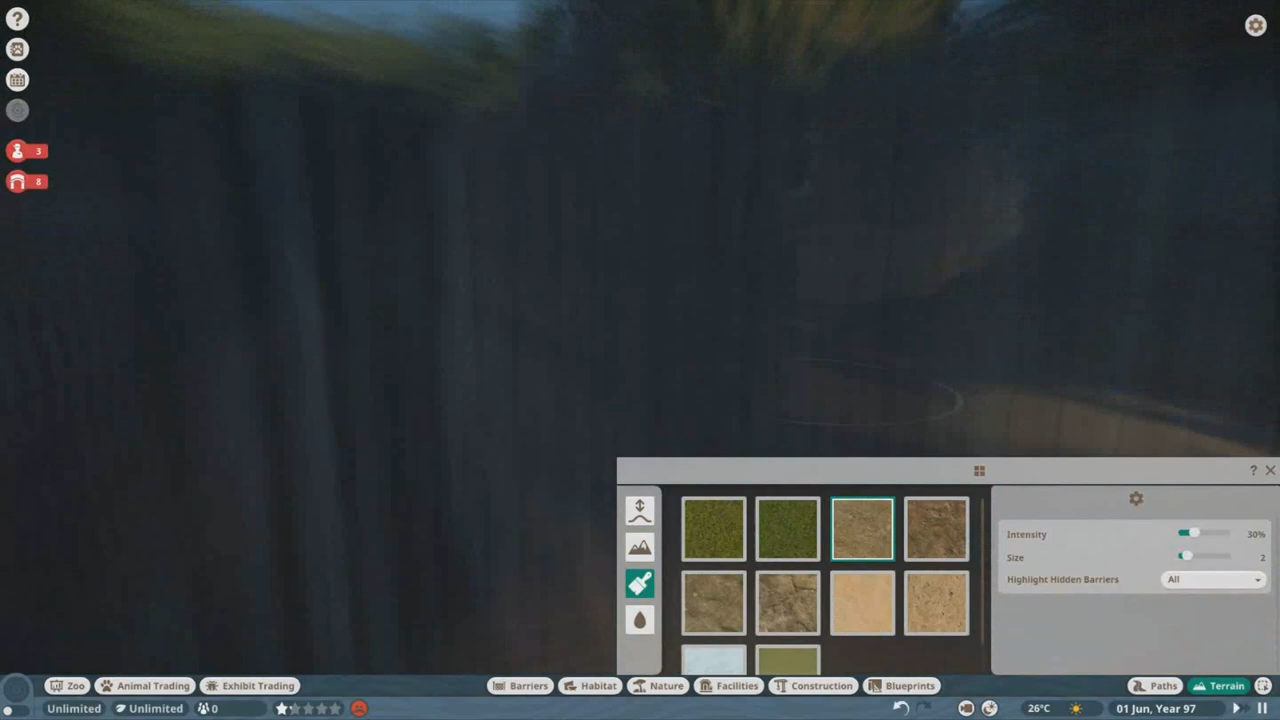 ?
3
8
?
Intensity
30%
Size
2
Highlight Hidden Barriers
All
Zoo
Animal Trading
Exhibit Trading
Barriers
Habitat
Nature
Facilities
Construction
Blueprints
Paths
Terrain
Unlimited
Unlimited
0
26°C
01 Jun, Year 97